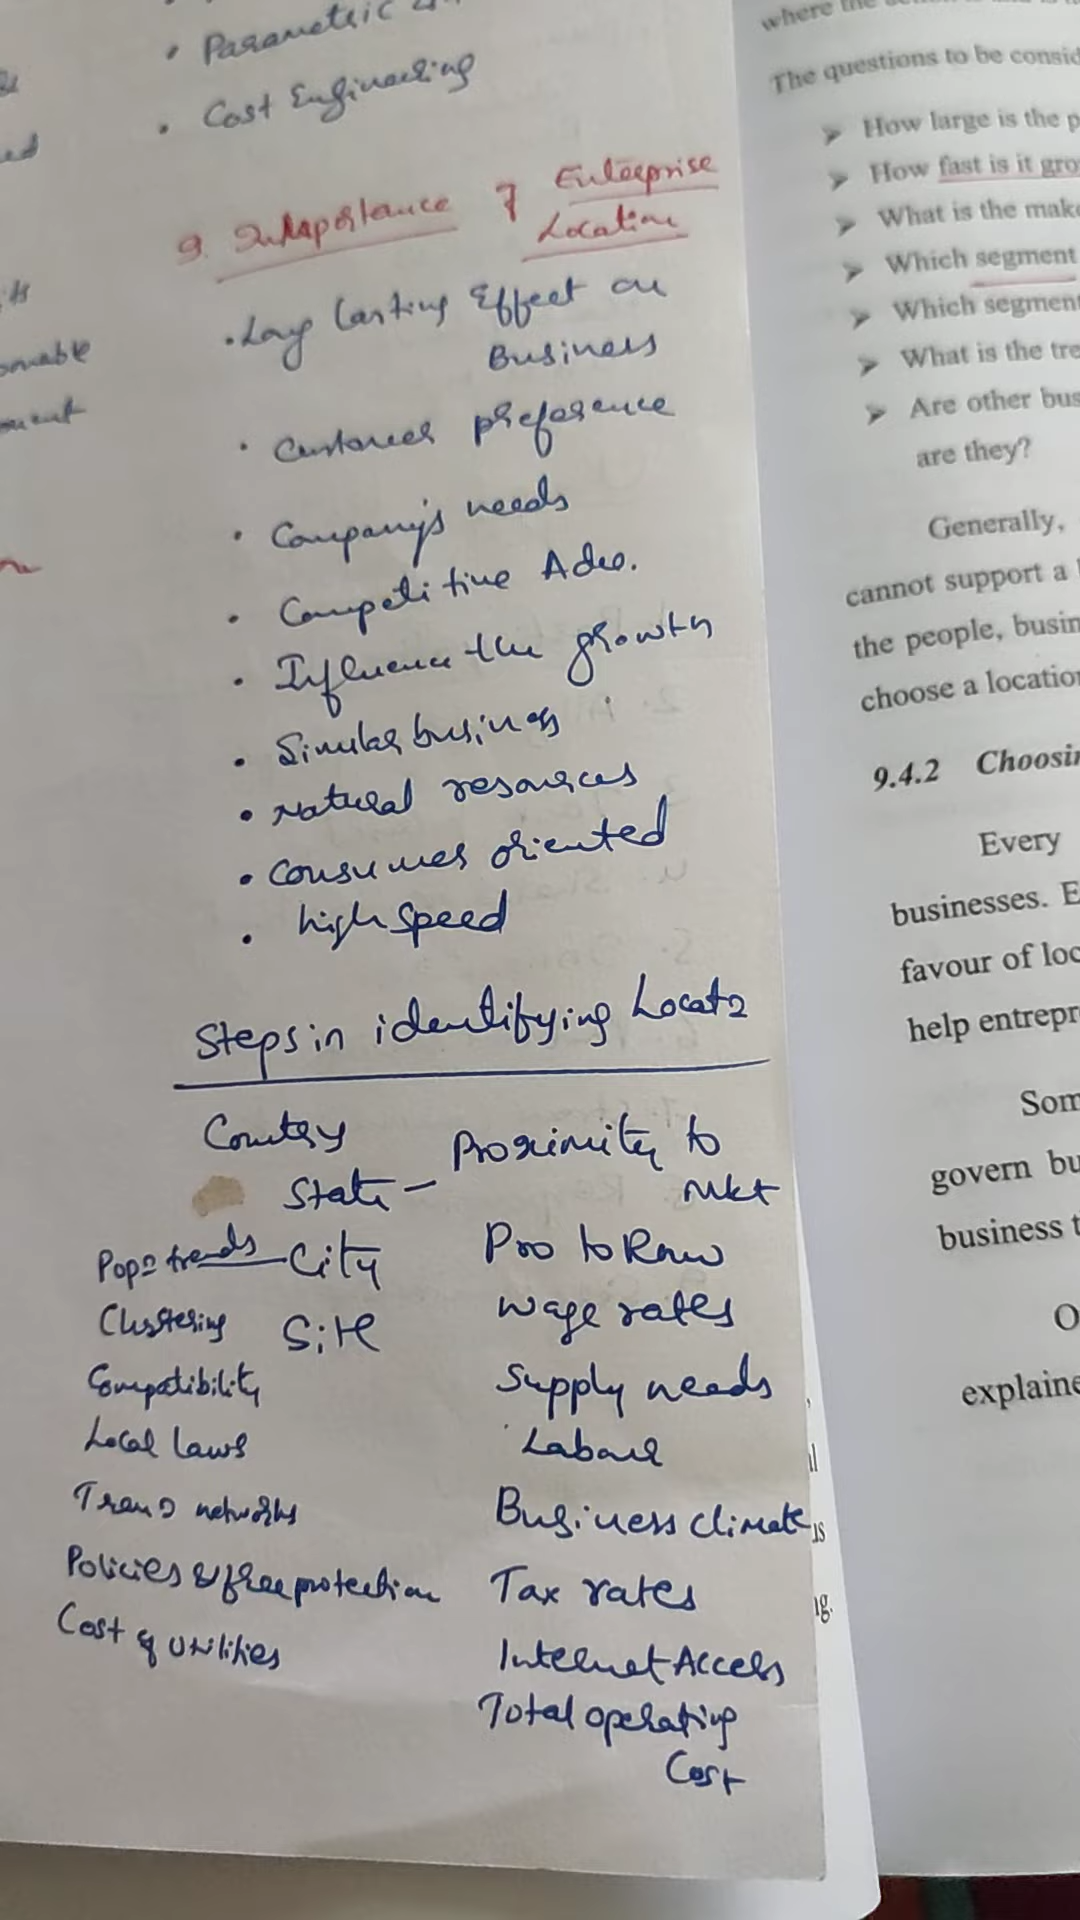 Parametric
Cost Engineering
9. Importance of Enterprise
Location
• Long lasting Effect on
Business
• Customer preference
• Company's needs
• Competitive Adv.
• Influence the growth
• Similar business
• Natural resources
• Consumer oriented
• high speed
Steps in identifying Locatn
Country
State – Proximity to
Mkt
Popn trends – City
Pro to Raw
Clustering
Site
wage rates
Compatibility
Supply needs
Local laws
Labour
Trans networks
Business climate
Policies & free protection
Tax rates
Cost of utilities
Internet Access
Total operating
Cost
where the
The questions to be consid
➢ How large is the p
➢ How fast is it gro
➢ What is the make
➢ Which segment
➢ Which segment
➢ What is the tre
➢ Are other bus
are they?
Generally,
cannot support a
the people, busin
choose a location
9.4.2 Choosin
Every
businesses. E
favour of loc
help entrepr
Som
govern bu
business t
O
explaine